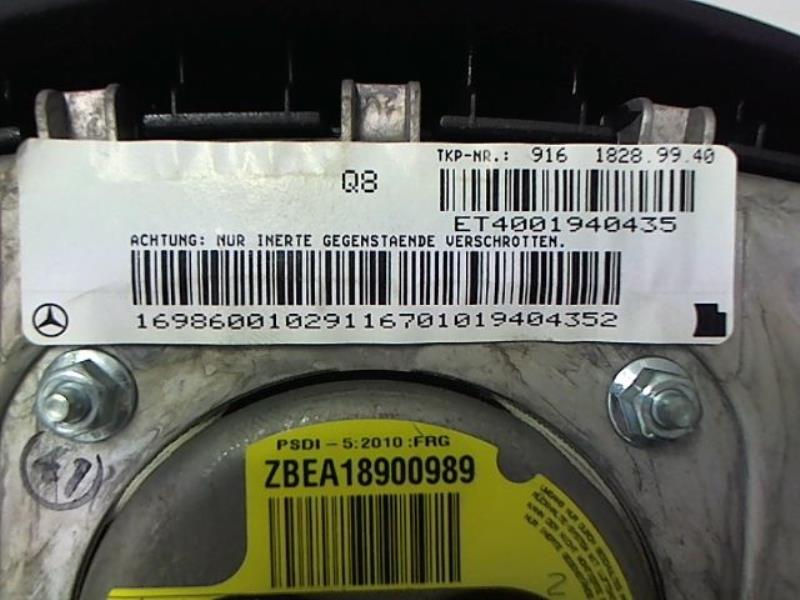 TKP-NR.: 916 1828.99.40
Q8
ET4001940435
ACHTUNG: NUR INERTE GEGENSTAENDE VERSCHROTTEN.
16986001029116701019404352
PSDI - 5:2010 :FRG
ZBEA18900989
2